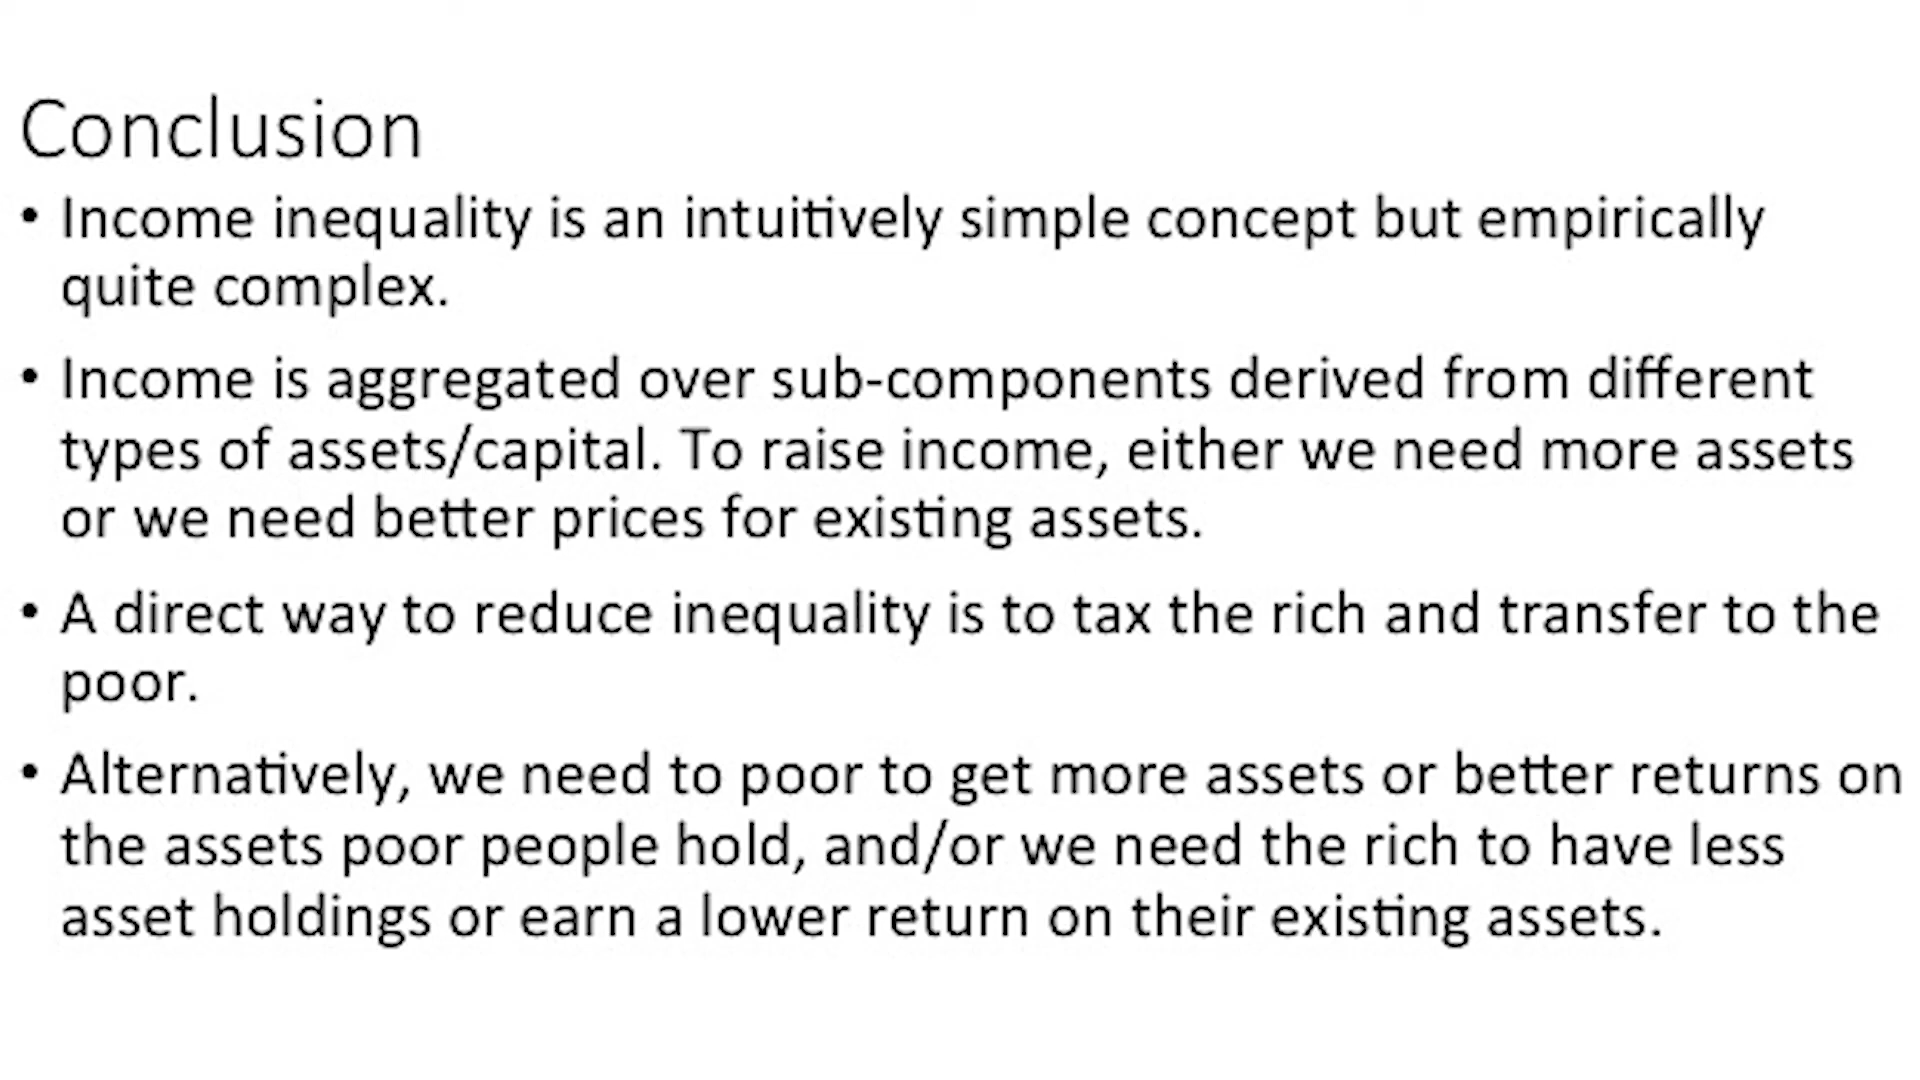 Conclusion
• Income inequality is an intuitively simple concept but empirically
quite complex.
• Income is aggregated over sub-components derived from different
types of assets/capital. To raise income, either we need more assets
or we need better prices for existing assets.
• A direct way to reduce inequality is to tax the rich and transfer to the
poor.
• Alternatively, we need to poor to get more assets or better returns on
the assets poor people hold, and/or we need the rich to have less
asset holdings or earn a lower return on their existing assets.